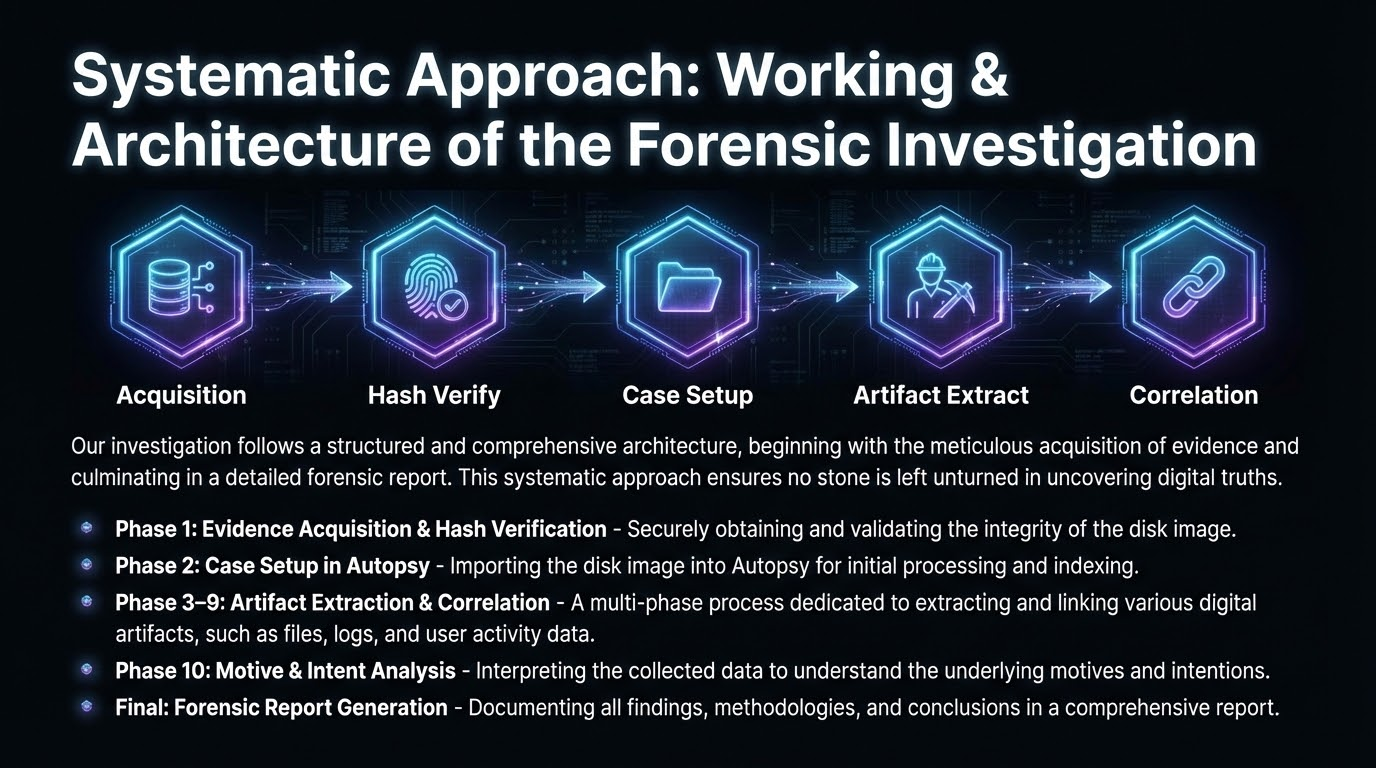 Systematic Approach: Working &
Architecture of the Forensic Investigation
Acquisition
Hash Verify
Case Setup
Artifact Extract
Correlation
Our investigation follows a structured and comprehensive architecture, beginning with the meticulous acquisition of evidence and
culminating in a detailed forensic report. This systematic approach ensures no stone is left unturned in uncovering digital truths.
Phase 1: Evidence Acquisition & Hash Verification - Securely obtaining and validating the integrity of the disk image.
Phase 2: Case Setup in Autopsy - Importing the disk image into Autopsy for initial processing and indexing.
Phase 3–9: Artifact Extraction & Correlation - A multi-phase process dedicated to extracting and linking various digital
artifacts, such as files, logs, and user activity data.
Phase 10: Motive & Intent Analysis - Interpreting the collected data to understand the underlying motives and intentions.
Final: Forensic Report Generation - Documenting all findings, methodologies, and conclusions in a comprehensive report.